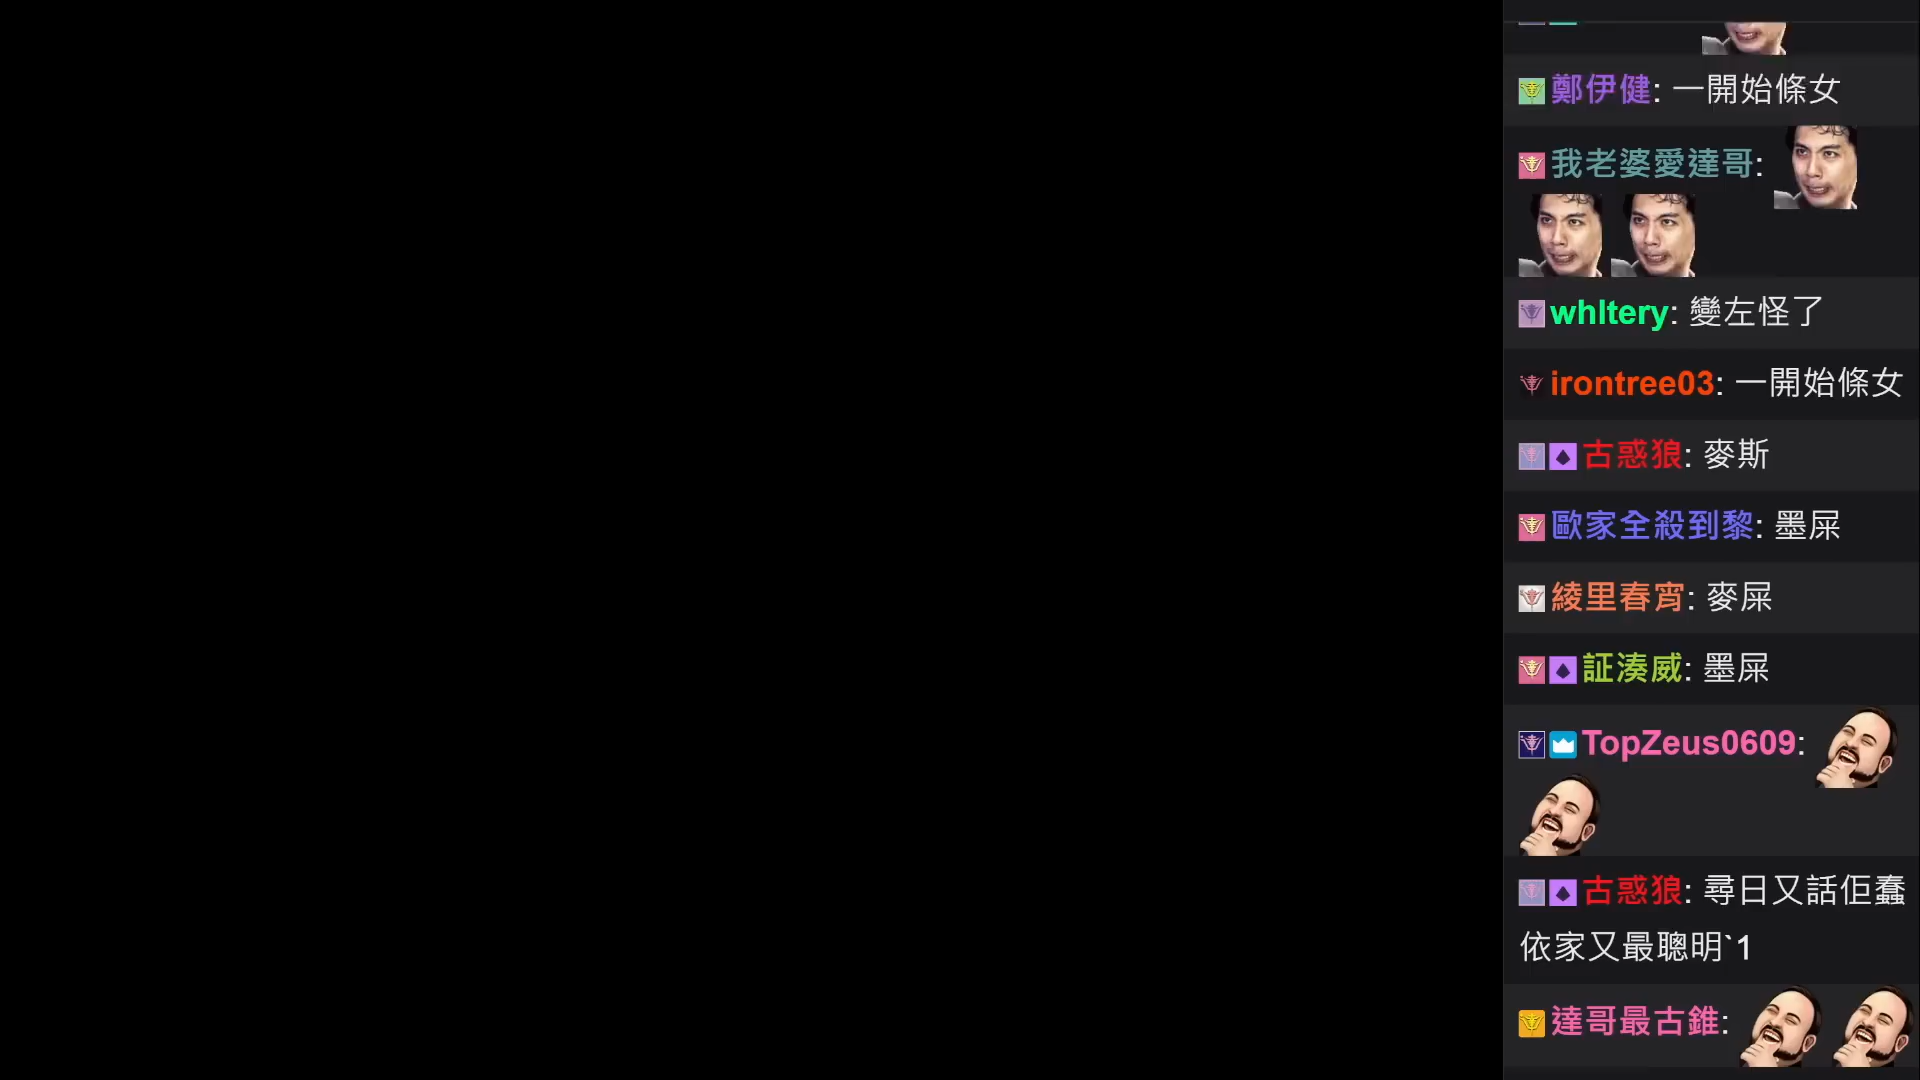 鄭伊健: 一開始條女
我老婆愛達哥:
whltery: 變左怪了
irontree03: 一開始條女
古惑狼: 麥斯
歐家全殺到黎: 墨屎
綾里春宵: 麥屎
証湊威: 墨屎
TopZeus0609:
古惑狼: 尋日又話佢蠢
依家又最聰明`1
達哥最古錐: